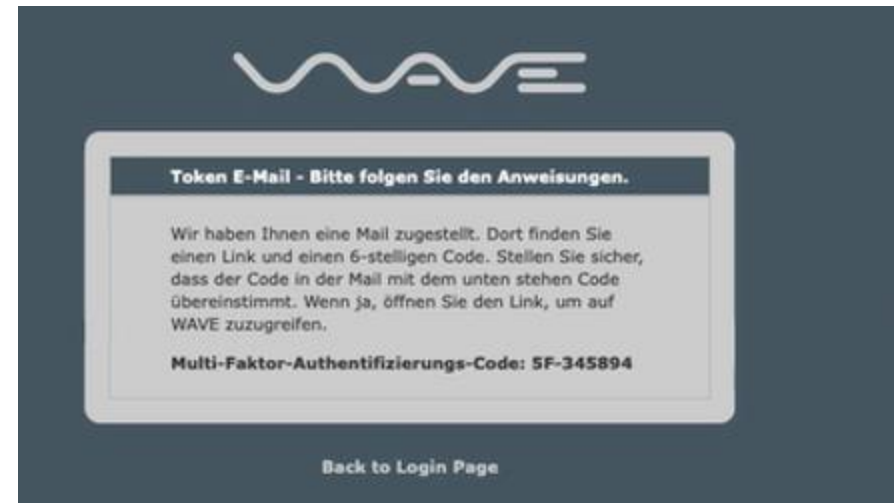 WAVE
Token E-Mail - Bitte folgen Sie den Anweisungen.
Wir haben Ihnen eine Mail zugestellt. Dort finden Sie
einen Link und einen 6-stelligen Code. Stellen Sie sicher,
dass der Code in der Mail mit dem unten stehen Code
übereinstimmt. Wenn ja, öffnen Sie den Link, um auf
WAVE zuzugreifen.
Multi-Faktor-Authentifizierungs-Code: 5F-345894
Back to Login Page